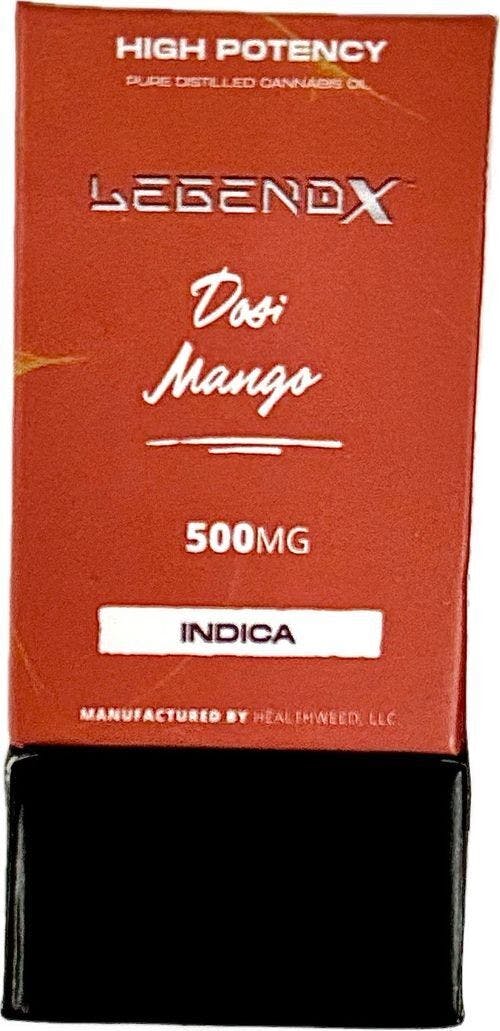 HIGH POTENCY
PURE DISTILLED CANNABIS OIL
LEGENDX
Dosi
Mango
500MG
INDICA
MANUFACTURED BY HEALTHWEED, LLC